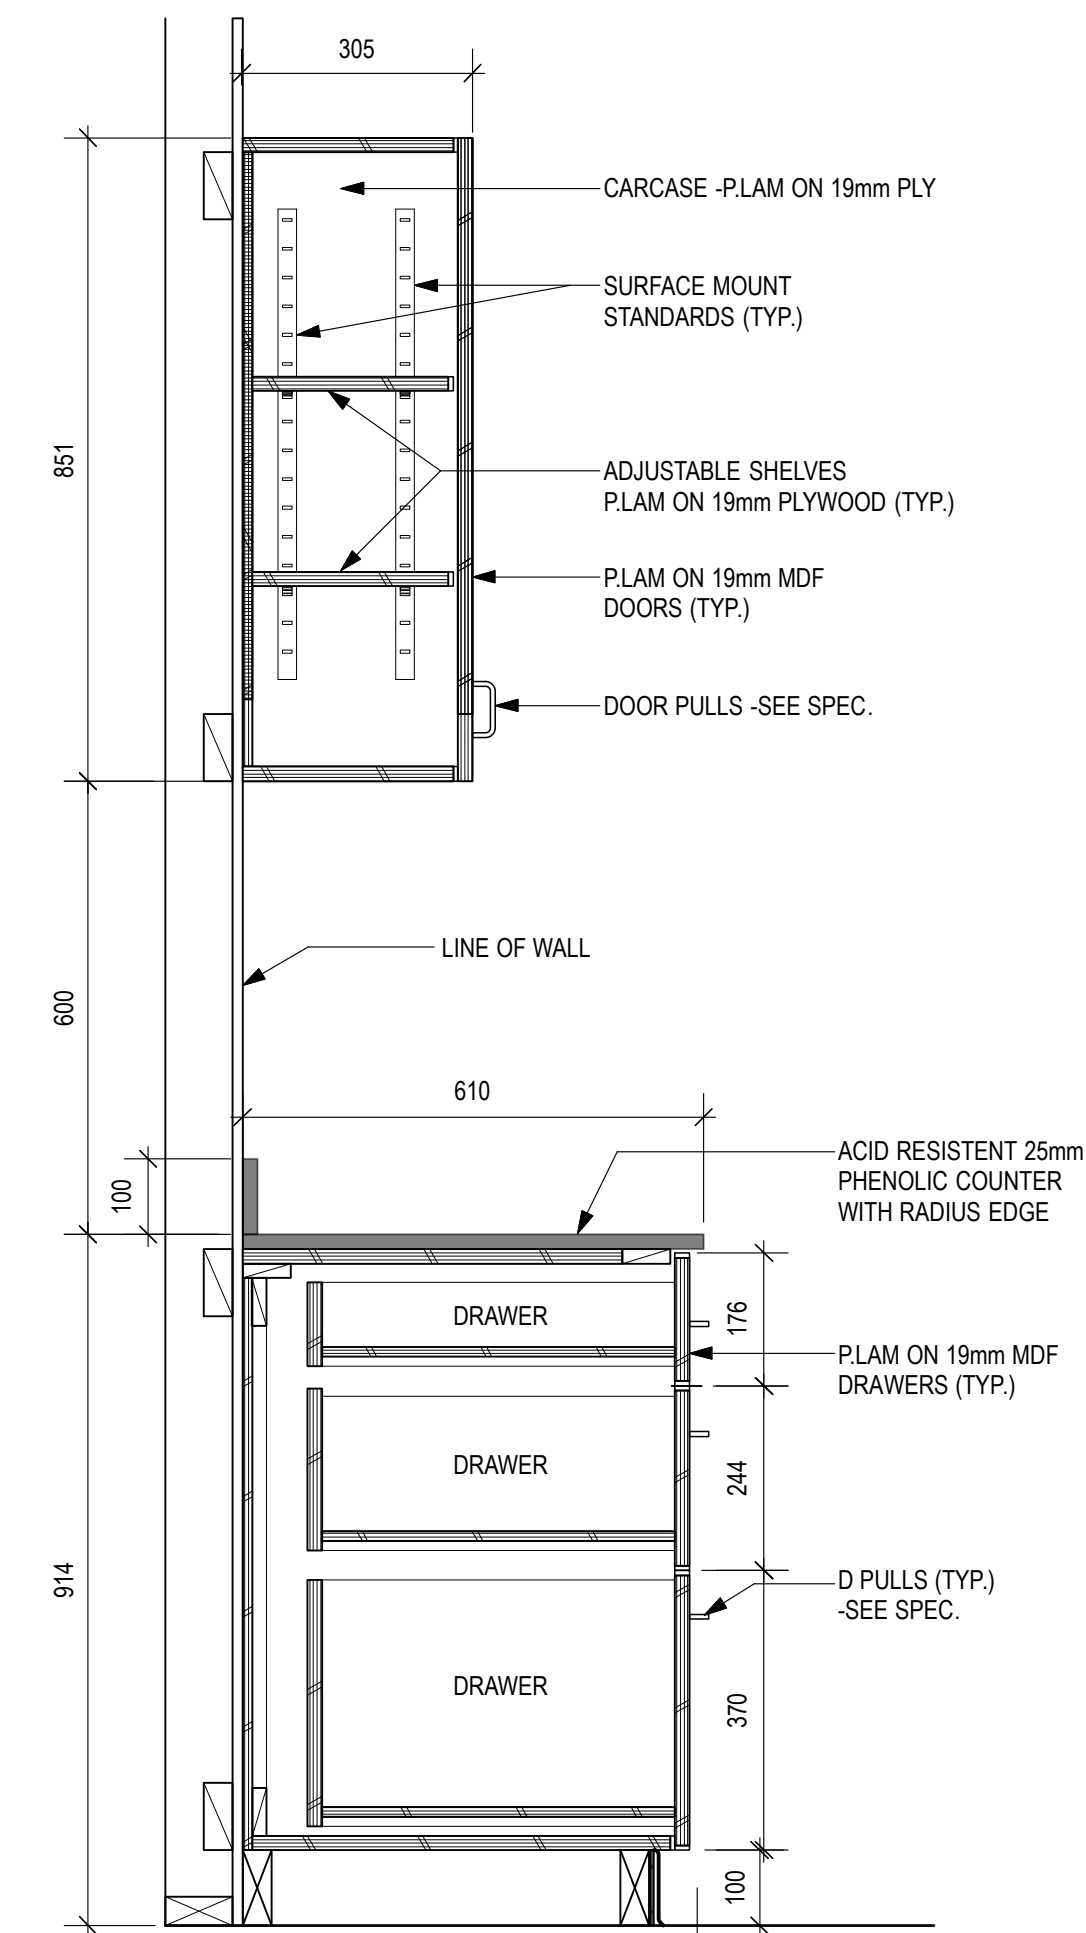 305
CARCASE -P.LAM ON 19mm PLY
SURFACE MOUNT
STANDARDS (TYP.)
851
ADJUSTABLE SHELVES
P.LAM ON 19mm PLYWOOD (TYP.)
P.LAM ON 19mm MDF
DOORS (TYP.)
DOOR PULLS -SEE SPEC.
LINE OF WALL
600
610
ACID RESISTENT 25mm
PHENOLIC COUNTER
WITH RADIUS EDGE
100
DRAWER
176
P.LAM ON 19mm MDF
DRAWERS (TYP.)
DRAWER
244
914
D PULLS (TYP.)
-SEE SPEC.
DRAWER
370
100